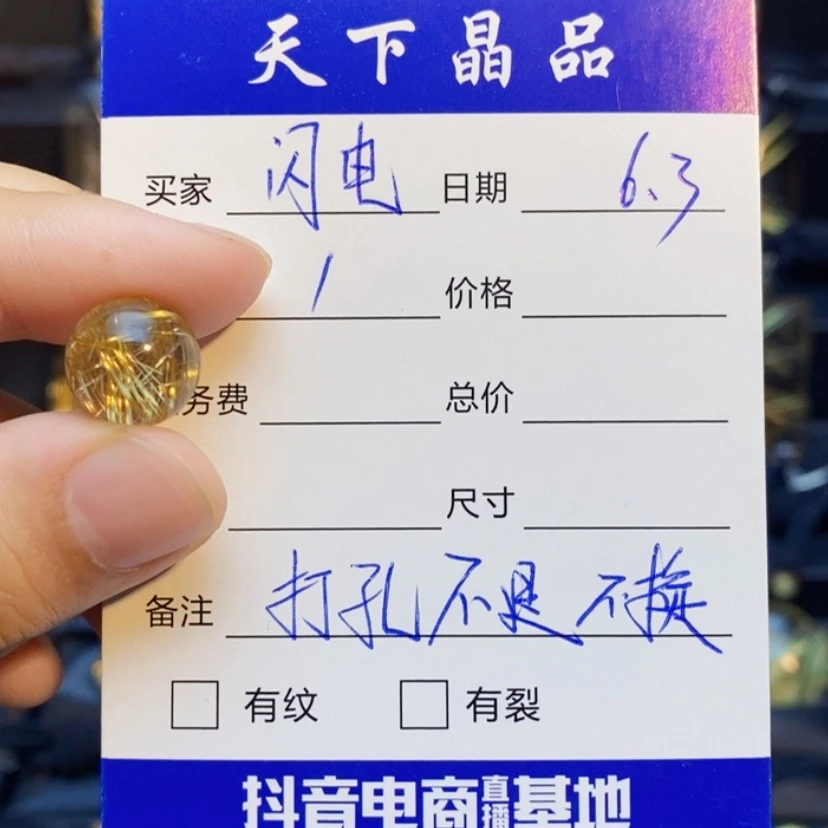 天下晶品
买家 闪电 日期 6.3
1 价格
务费 总价
尺寸
备注 打孔不是不换
有纹 有裂
抖音电商直播基地